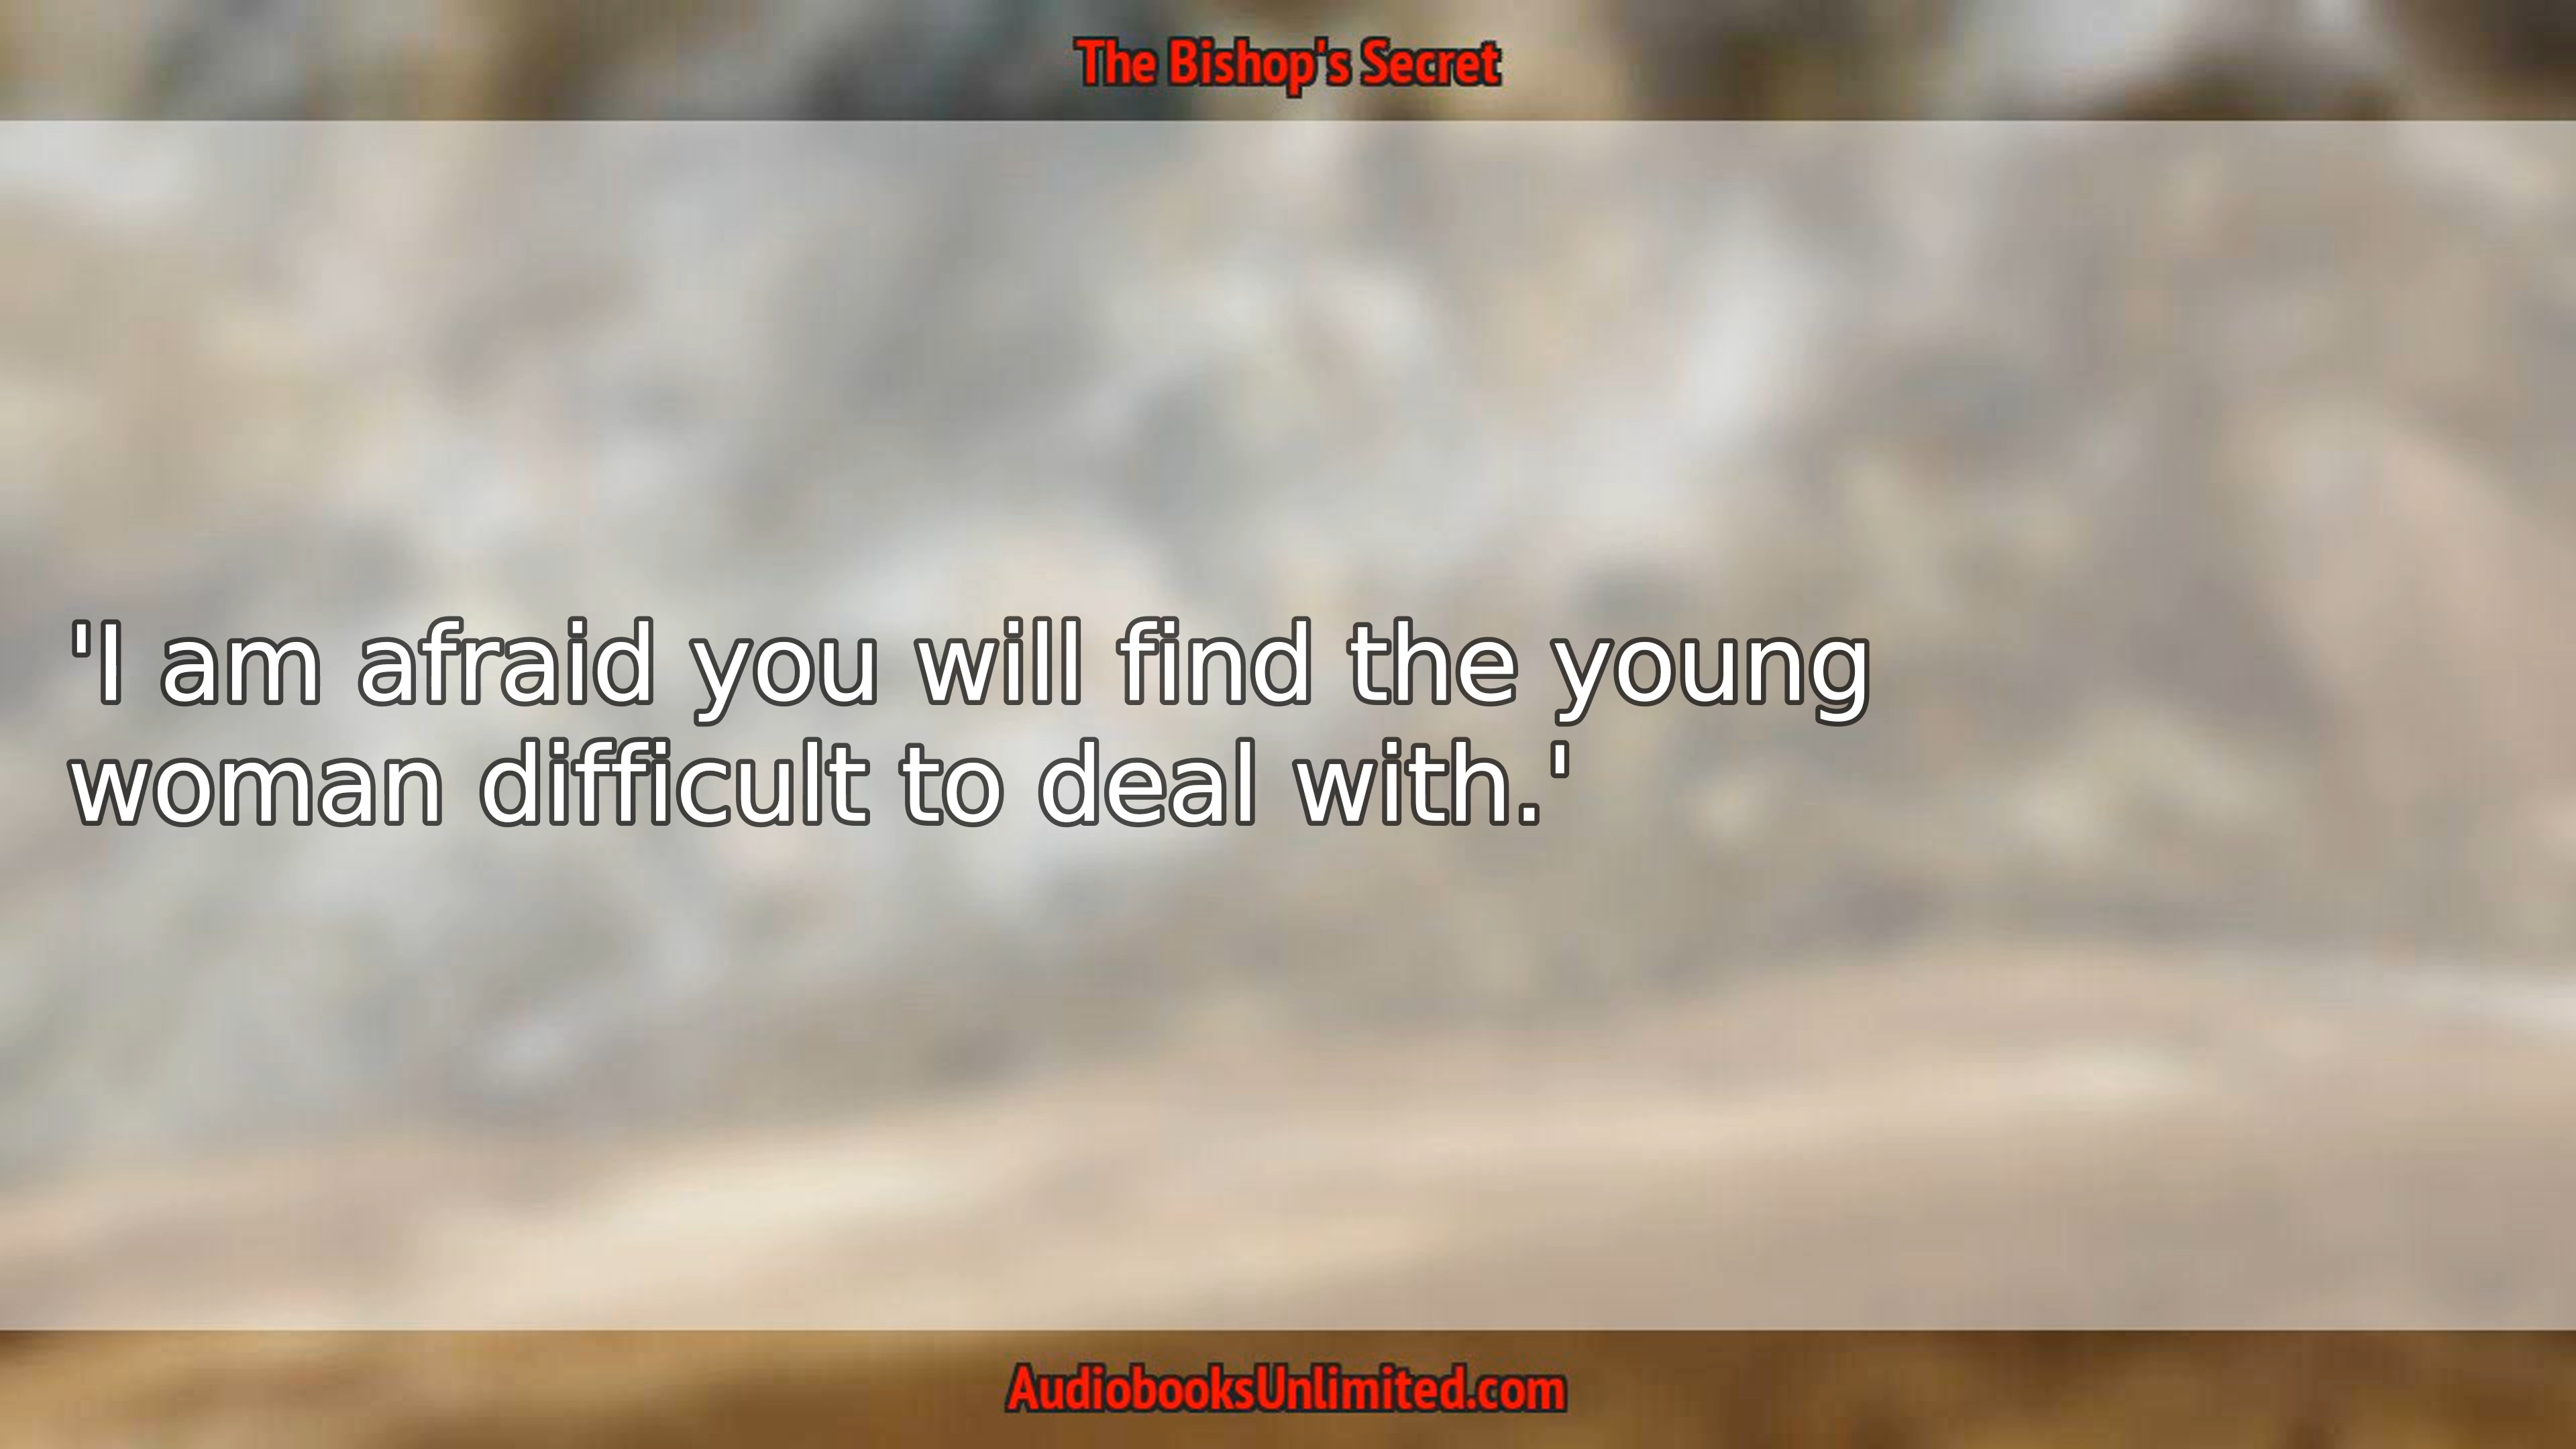 The Bishop's Secret
'I am afraid you will find the young
woman difficult to deal with.'
AudiobooksUnlimited.com